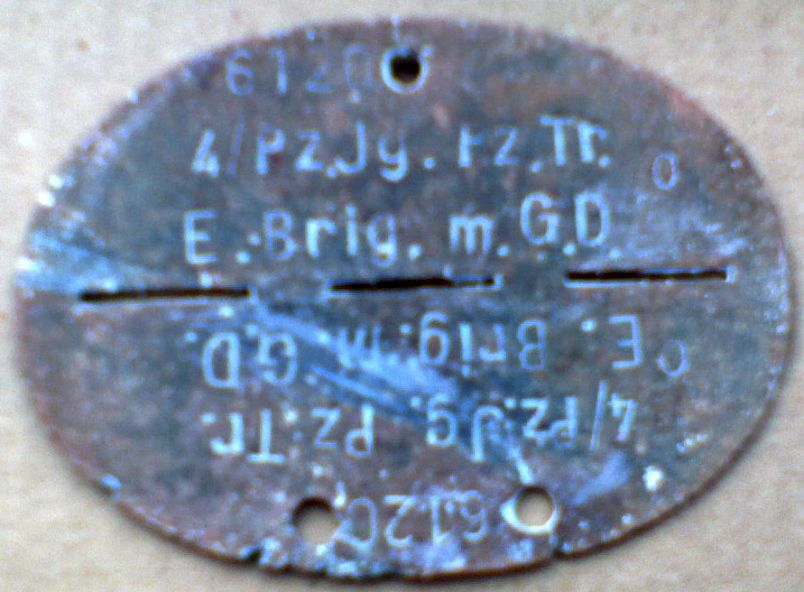 6120
4/Pz.Jg. Pz.Tr.
O
E. Brig. m. G.D.
E. Brig. m. G.D.
O
4/Pz.Jg. Pz.Tr.
6120